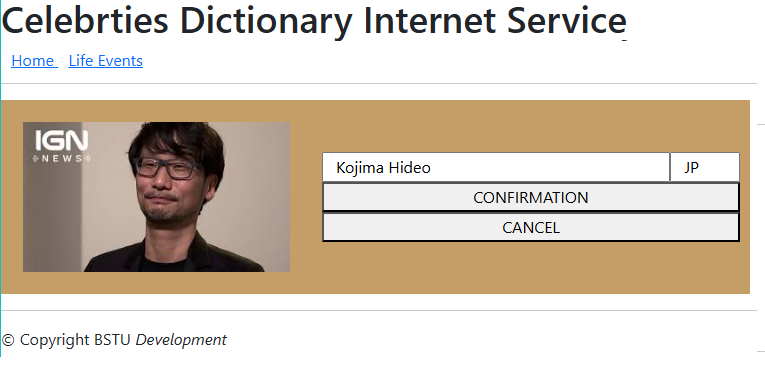 Celebrties Dictionary Internet Service
Home Life Events
IGN
NEWS
Kojima Hideo JP
CONFIRMATION
CANCEL
© Copyright BSTU Development